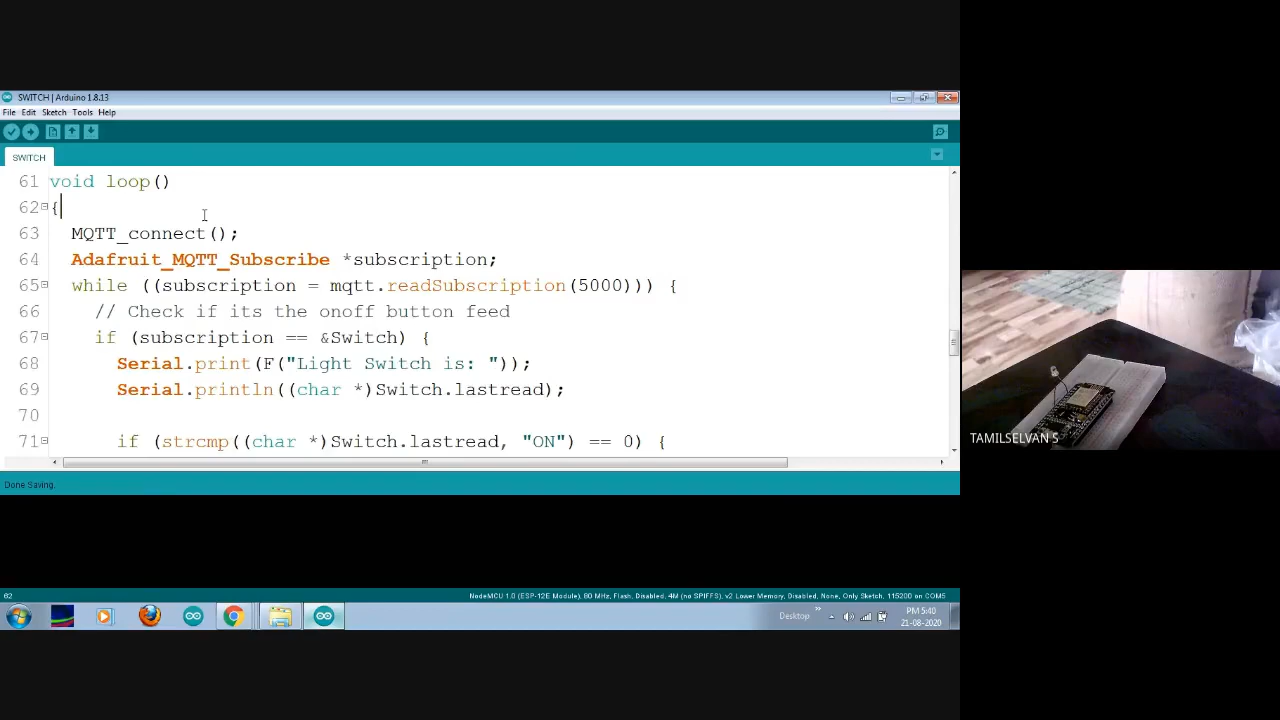 SWITCH | Arduino 1.8.13
File Edit Sketch Tools Help
SWITCH
61 void loop()
62 {
63 MQTT_connect();
64 Adafruit_MQTT_Subscribe *subscription;
65 while ((subscription = mqtt.readSubscription(5000))) {
66 // Check if its the onoff button feed
67 if (subscription == &Switch) {
68 Serial.print(F("Light Switch is: "));
69 Serial.println((char *)Switch.lastread);
70
71 if (strcmp((char *)Switch.lastread, "ON") == 0) {
TAMILSELVAN S
Done Saving.
62 NodeMCU 1.0 (ESP-12E Module), 80 MHz, Flash, Disabled, 4M (no SPIFFS), v2 Lower Memory, Disabled, None, Only Sketch, 115200 on COM5
Desktop »
PM 5:40
21-08-2020